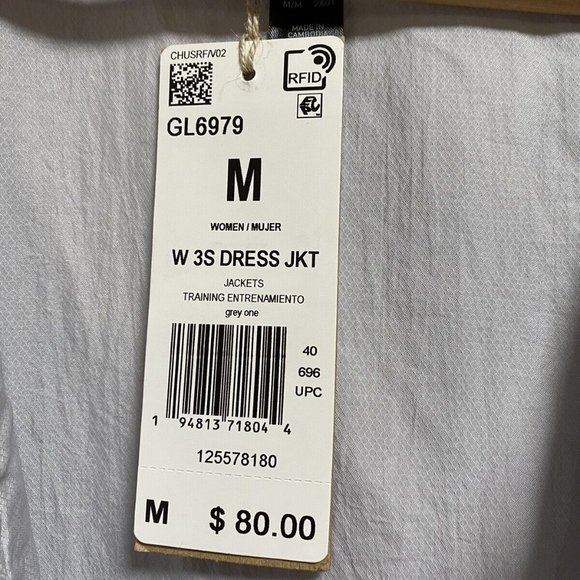 M/M 2XOT
MADE IN
CAMBODIA
CHUSRF/V02
RFID
GL6979
M
WOMEN / MUJER
W 3S DRESS JKT
JACKETS
TRAINING ENTRENAMIENTO
grey one
40
696
UPC
1 94813 71804 4
125578180
M $ 80.00